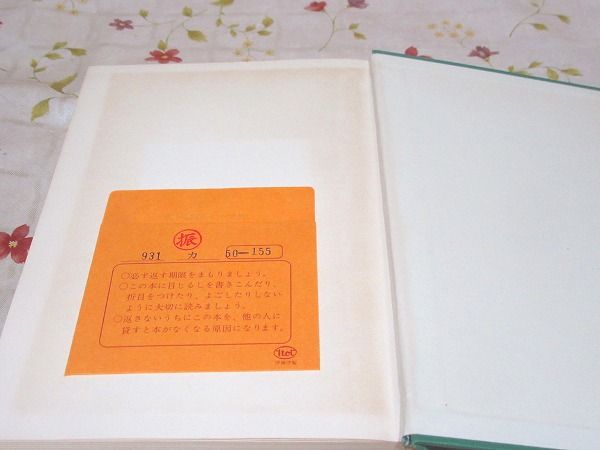 振
931 カ 50-155
○必ず返す期限をまもりましょう。
○この本に目じるしを書きこんだり、
折目をつけたり、よごしたりしない
ように大切に読みましょう。
○返さないうちにこの本を、他の人に
貸すと本がなくなる原因になります。
itoi